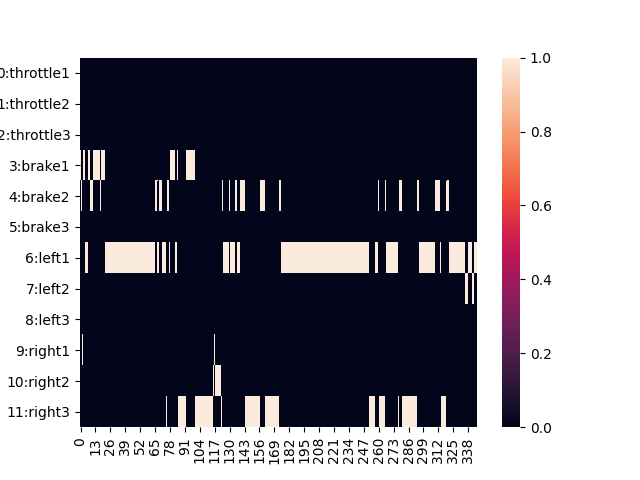 0:throttle1
1:throttle2
2:throttle3
3:brake1
4:brake2
5:brake3
6:left1
7:left2
8:left3
9:right1
10:right2
11:right3
0 13 26 39 52 65 78 91 104 117 130 143 156 169 182 195 208 221 234 247 260 273 286 299 312 325 338
1.0
0.8
0.6
0.4
0.2
0.0